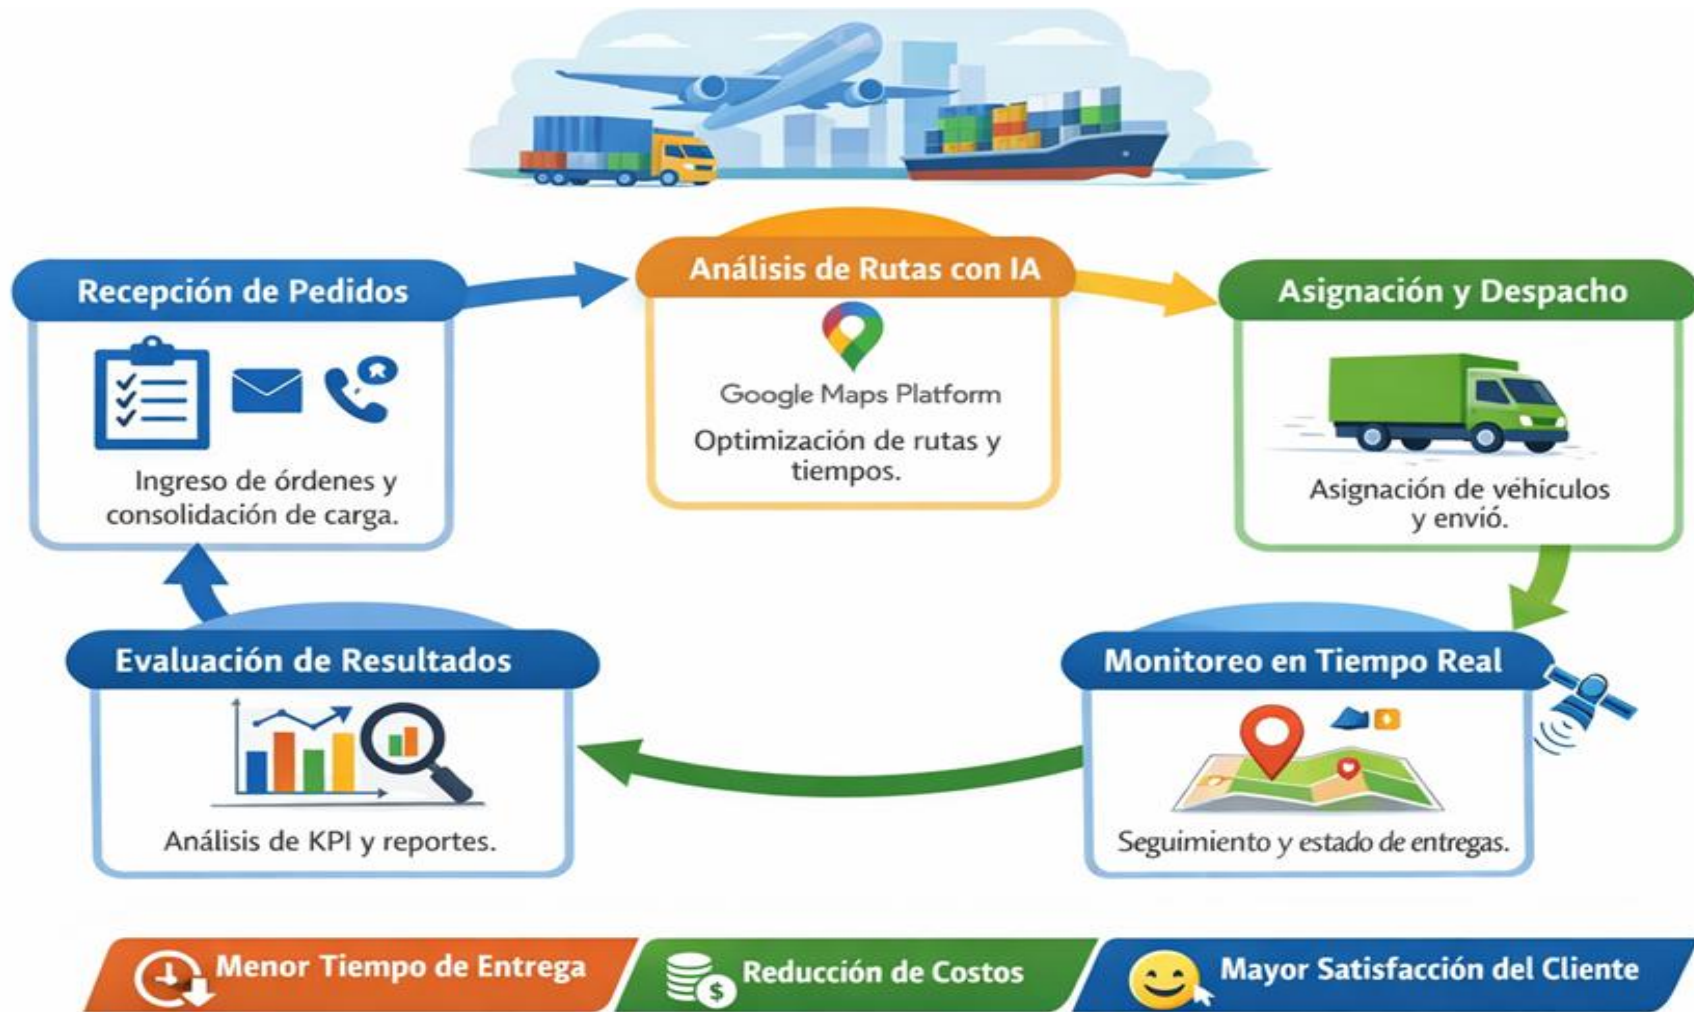 Recepción de Pedidos
Ingreso de órdenes y
consolidación de carga.
Análisis de Rutas con IA
Google Maps Platform
Optimización de rutas y
tiempos.
Asignación y Despacho
Asignación de vehículos
y envió.
Monitoreo en Tiempo Real
Seguimiento y estado de entregas.
Evaluación de Resultados
Análisis de KPI y reportes.
Menor Tiempo de Entrega
$
Reducción de Costos
Mayor Satisfacción del Cliente